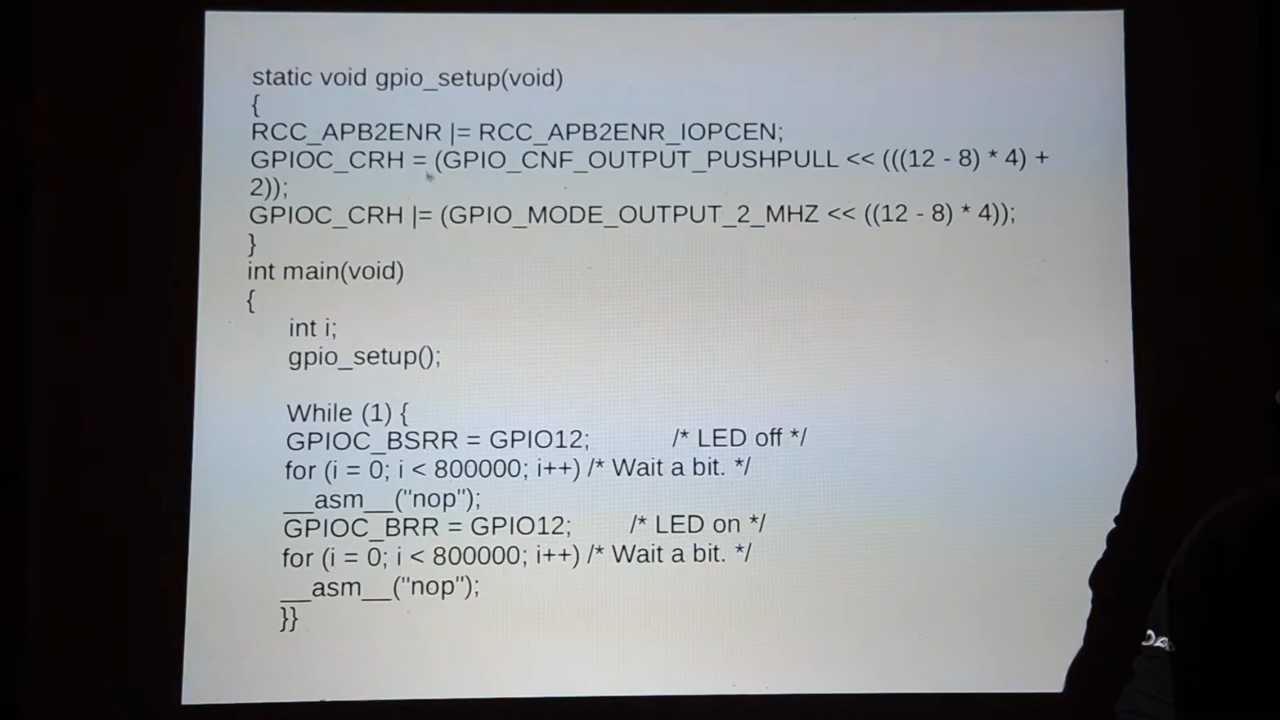 static void gpio_setup(void)
{
RCC_APB2ENR |= RCC_APB2ENR_IOPCEN;
GPIOC_CRH = (GPIO_CNF_OUTPUT_PUSHPULL << (((12 - 8) * 4) +
2));
GPIOC_CRH |= (GPIO_MODE_OUTPUT_2_MHZ << ((12 - 8) * 4));
}
int main(void)
{
int i;
gpio_setup();
While (1) {
GPIOC_BSRR = GPIO12; /* LED off */
for (i = 0; i < 800000; i++) /* Wait a bit. */
__asm__("nop");
GPIOC_BRR = GPIO12; /* LED on */
for (i = 0; i < 800000; i++) /* Wait a bit. */
__asm__("nop");
}}